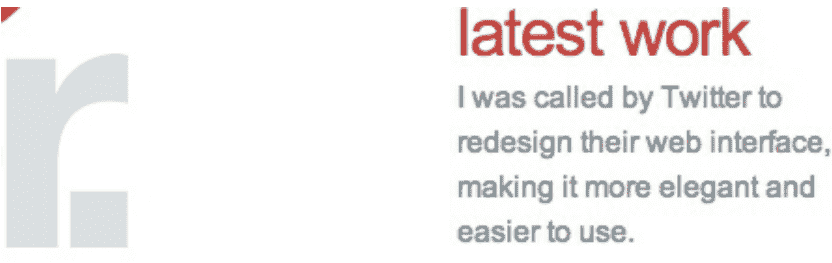 r.
latest work
I was called by Twitter to
redesign their web interface,
making it more elegant and
easier to use.